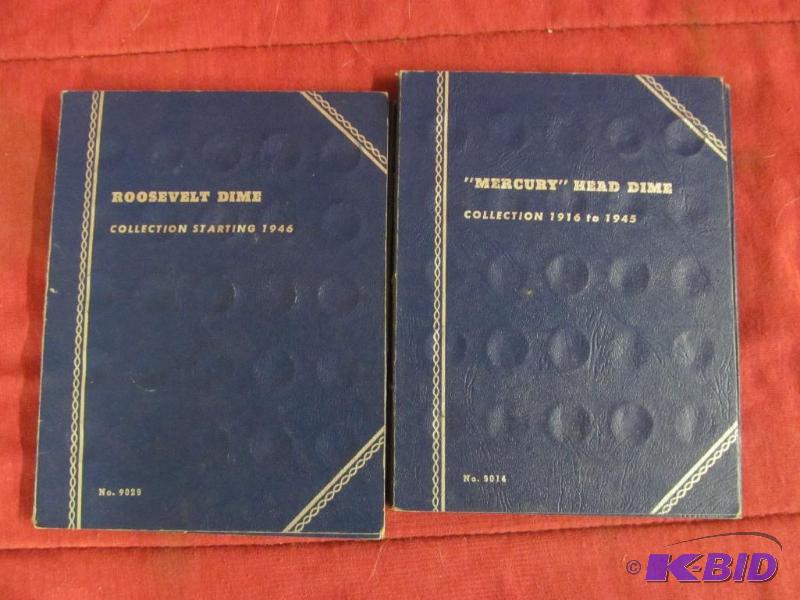 ROOSEVELT DIME
COLLECTION STARTING 1946
No. 9029
"MERCURY" HEAD DIME
COLLECTION 1916 to 1945
No. 9014
© K-BID